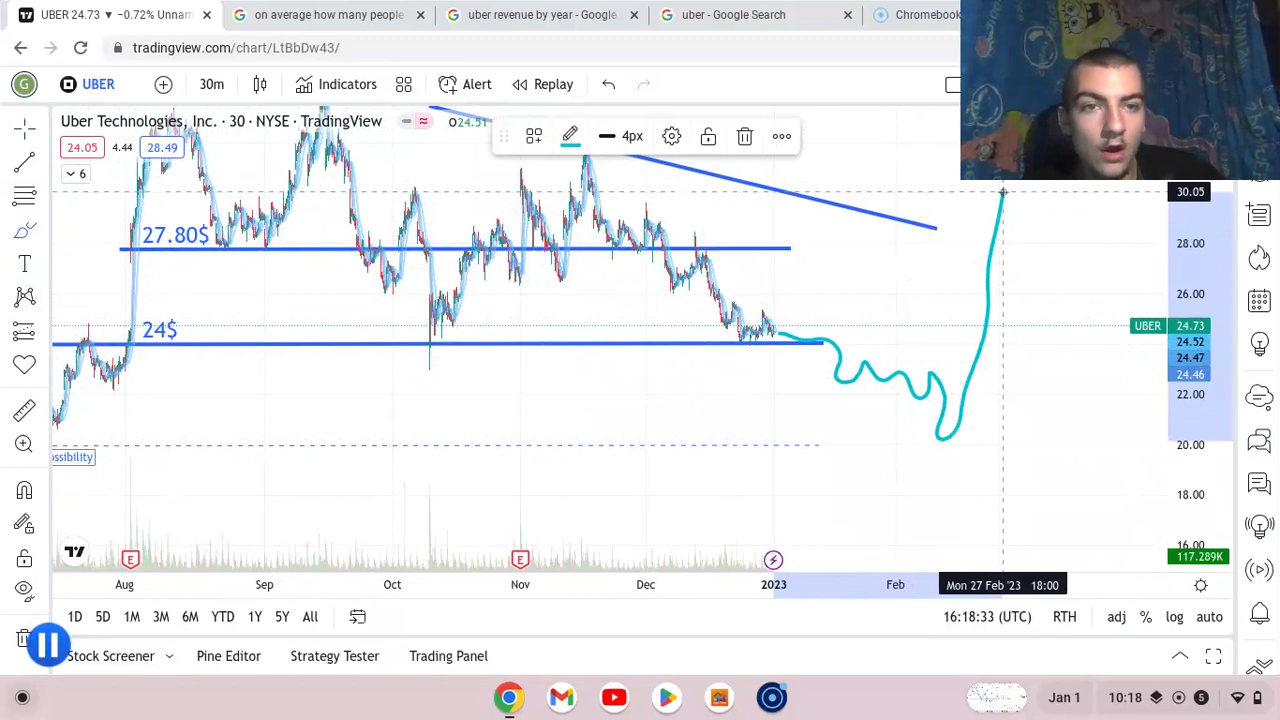 UBER 24.73 ▼ −0.72% Unnam
on average how many people
uber revenue by year - Google
uber - Google Search
Chromebook
tradingview.com/chart/LtBbDw43/
G
UBER
30m
Indicators
Alert
Replay
Uber Technologies, Inc. · 30 · NYSE · TradingView
O24.51
4px
24.05
4.44
28.49
6
27.80$
24$
30.05
28.00
26.00
UBER
24.73
24.52
24.47
24.46
22.00
20.00
18.00
16.00
117.289K
ossibility
E
E
Aug
Sep
Oct
Nov
Dec
2023
Feb
Mon 27 Feb '23 18:00
1D
5D
1M
3M
6M
YTD
1Y
5Y
All
16:18:33 (UTC)
RTH
adj
%
log
auto
Stock Screener
Pine Editor
Strategy Tester
Trading Panel
Jan 1
10:18
5